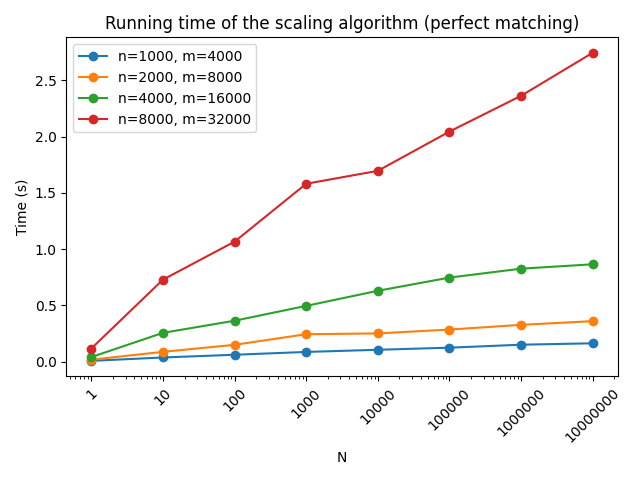 Running time of the scaling algorithm (perfect matching)
n=1000, m=4000
n=2000, m=8000
n=4000, m=16000
n=8000, m=32000
Time (s)
2.5
2.0
1.5
1.0
0.5
0.0
1
10
100
1000
10000
100000
1000000
10000000
N